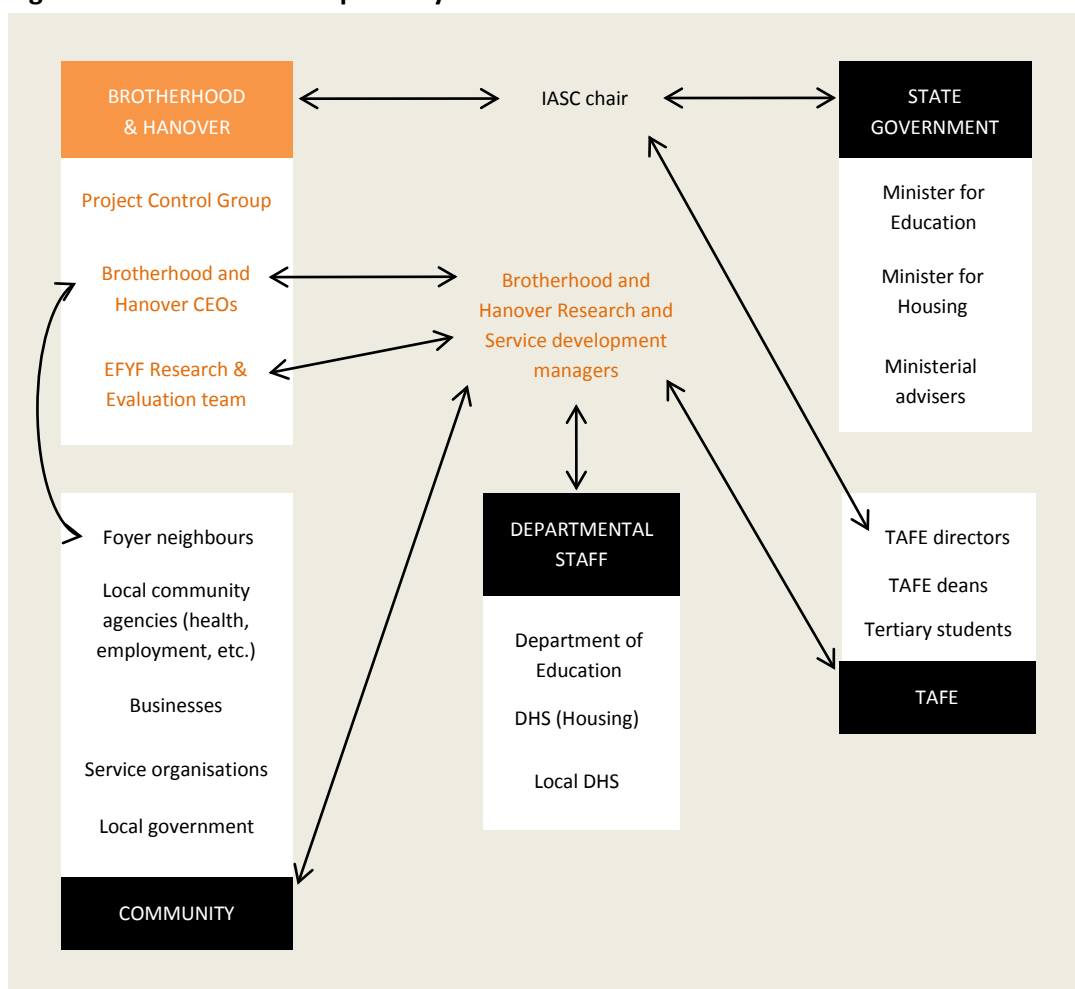 BROTHERHOOD
& HANOVER
Project Control Group
Brotherhood and
Hanover CEOs
EFYF Research &
Evaluation team
IASC chair
STATE
GOVERNMENT
Minister for
Education
Minister for
Housing
Ministerial
advisers
Brotherhood and
Hanover Research and
Service development
managers
Foyer neighbours
Local community
agencies (health,
employment, etc.)
Businesses
Service organisations
Local government
COMMUNITY
DEPARTMENTAL
STAFF
Department of
Education
DHS (Housing)
Local DHS
TAFE directors
TAFE deans
Tertiary students
TAFE